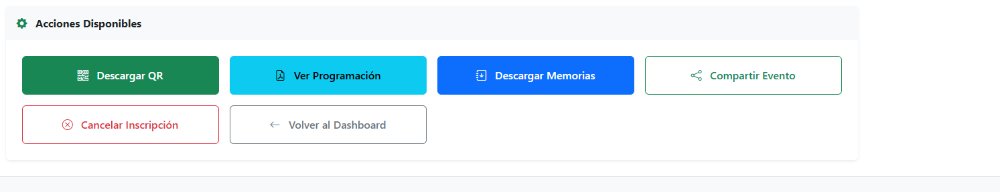 Acciones Disponibles
Descargar QR
Ver Programación
Descargar Memorias
Compartir Evento
Cancelar Inscripción
Volver al Dashboard